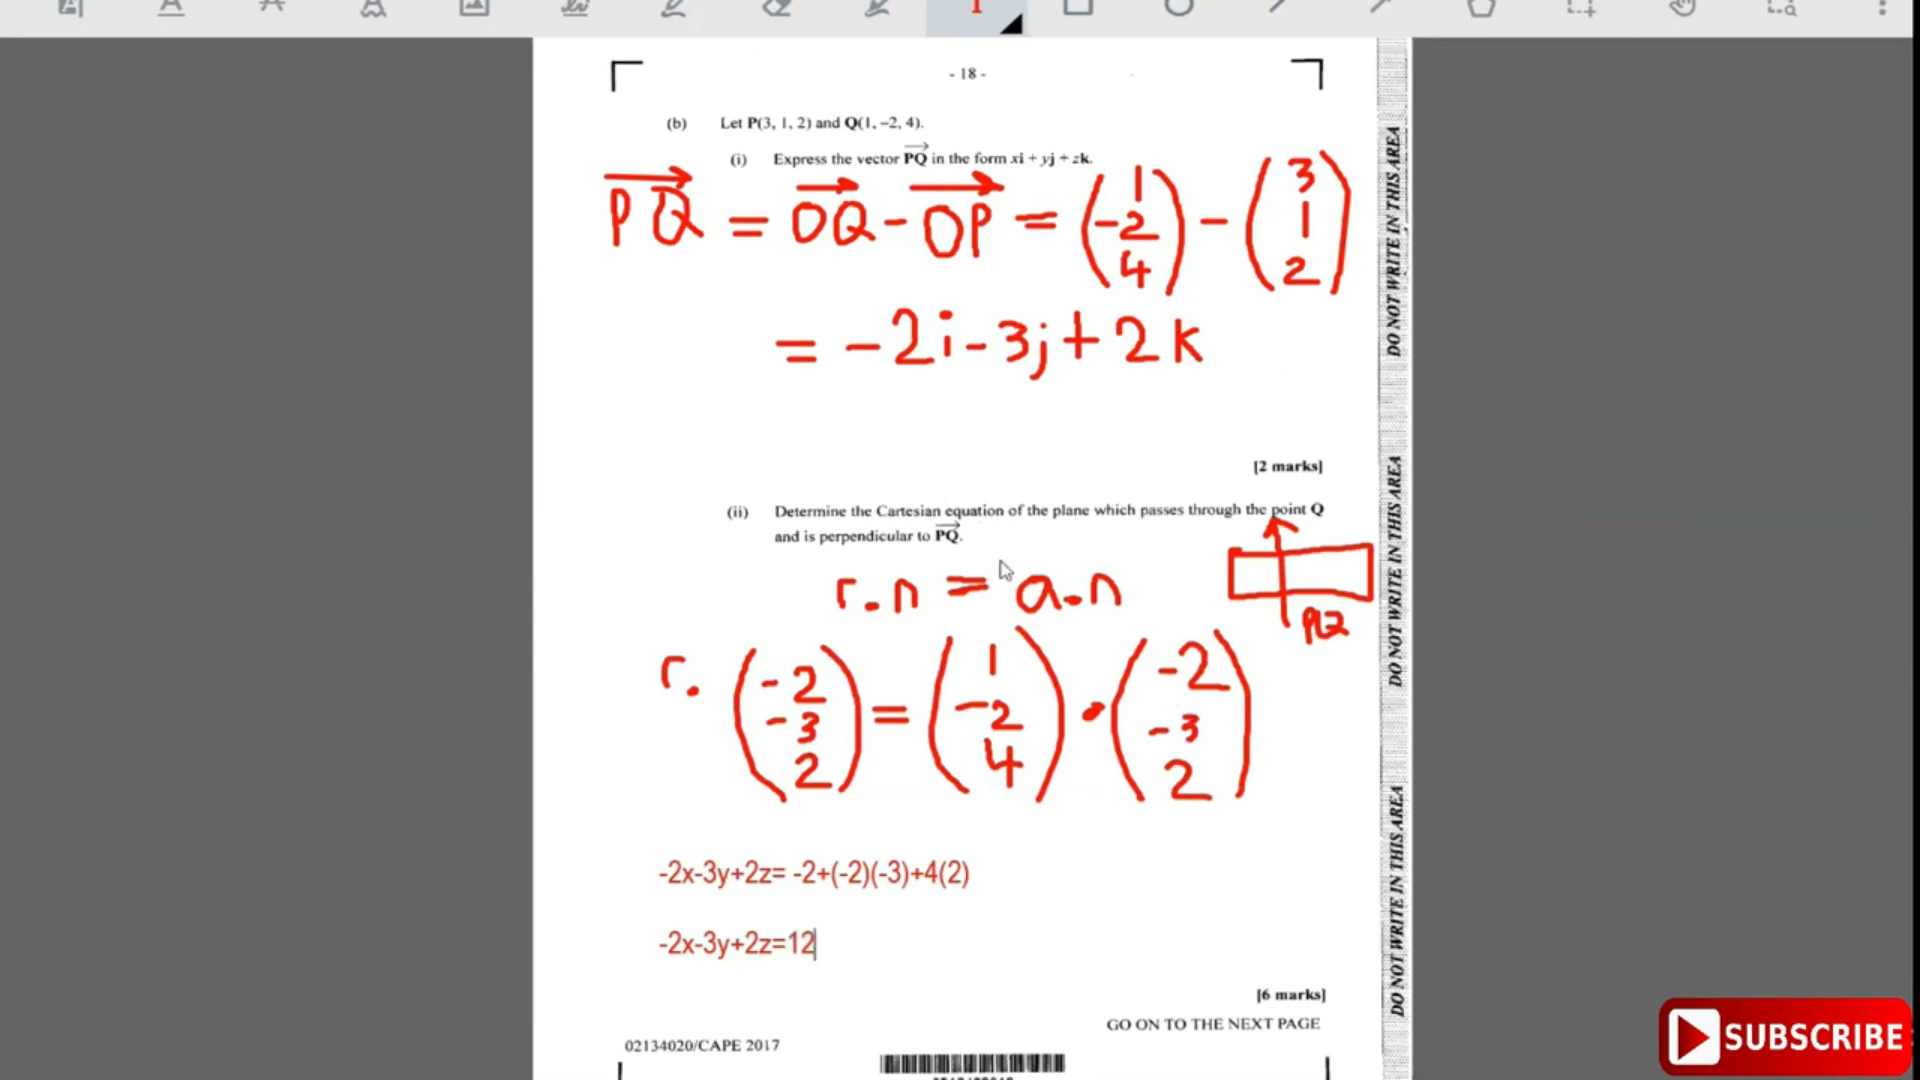 - 18 -
(b) Let P(3, 1, 2) and Q(1, –2, 4).
(i) Express the vector PQ in the form xi + yj + zk.
PQ = OQ - OP = (1 -2 4) - (3 1 2)
= -2i - 3j + 2k
[2 marks]
(ii) Determine the Cartesian equation of the plane which passes through the point Q
and is perpendicular to PQ.
r.n = a.n
PQ
r. (-2 -3 2) = (1 -2 4) • (-2 -3 2)
-2x-3y+2z= -2+(-2)(-3)+4(2)
-2x-3y+2z=12
[6 marks]
GO ON TO THE NEXT PAGE
02134020/CAPE 2017
DO NOT WRITE IN THIS AREA
DO NOT WRITE IN THIS AREA
DO NOT WRITE IN THIS AREA
SUBSCRIBE